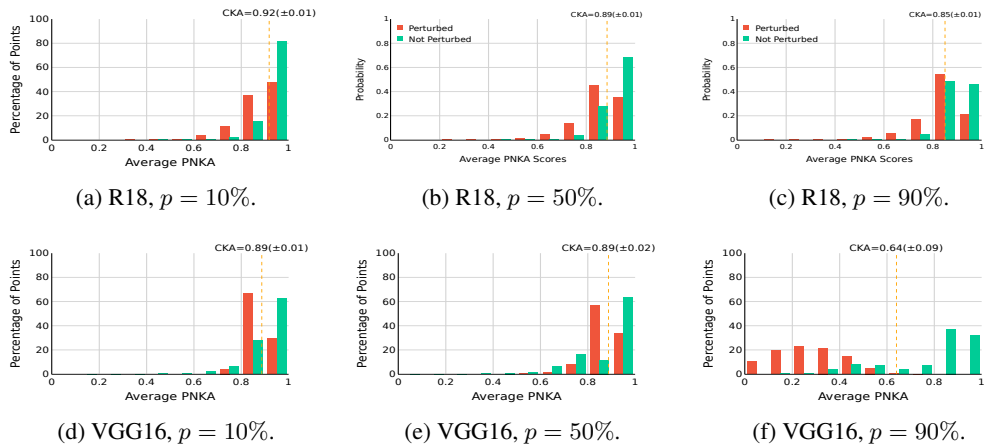 CKA=0.92(±0.01)
Percentage of Points
100
80
60
40
20
0
0 0.2 0.4 0.6 0.8 1
Average PNKA
(a) R18, p = 10%.
CKA=0.89(±0.01)
Perturbed
Not Perturbed
Probability
1
0.8
0.6
0.4
0.2
0
0 0.2 0.4 0.6 0.8 1
Average PNKA Scores
(b) R18, p = 50%.
CKA=0.85(±0.01)
Perturbed
Not Perturbed
Probability
1
0.8
0.6
0.4
0.2
0
0 0.2 0.4 0.6 0.8 1
Average PNKA Scores
(c) R18, p = 90%.
CKA=0.89(±0.01)
Percentage of Points
100
80
60
40
20
0
0 0.2 0.4 0.6 0.8 1
Average PNKA
(d) VGG16, p = 10%.
CKA=0.89(±0.02)
Percentage of Points
100
80
60
40
20
0
0 0.2 0.4 0.6 0.8 1
Average PNKA
(e) VGG16, p = 50%.
CKA=0.64(±0.09)
Percentage of Points
100
80
60
40
20
0
0 0.2 0.4 0.6 0.8 1
Average PNKA
(f) VGG16, p = 90%.